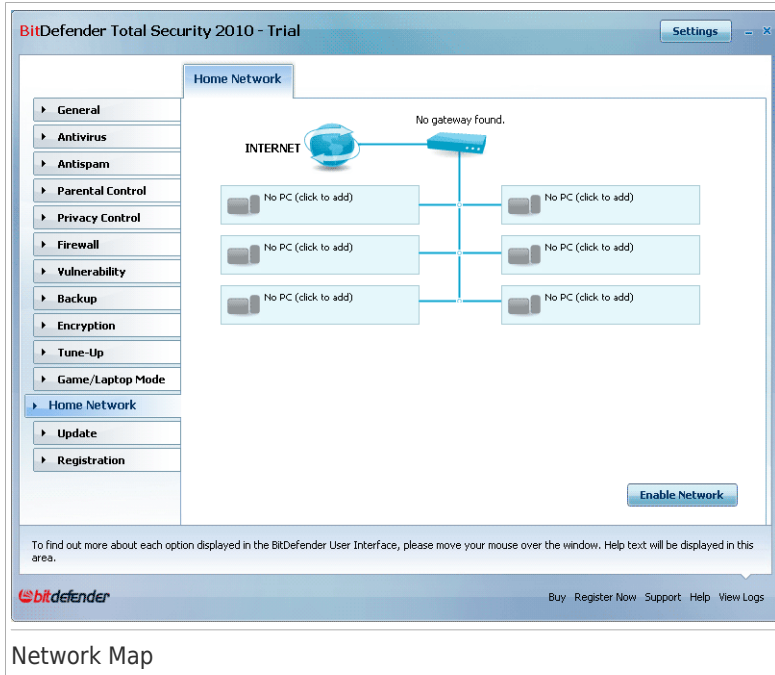 BitDefender Total Security 2010 - Trial
Settings
Home Network
General
Antivirus
Antispam
Parental Control
Privacy Control
Firewall
Vulnerability
Backup
Encryption
Tune-Up
Game/Laptop Mode
Home Network
Update
Registration
No gateway found.
INTERNET
No PC (click to add)
No PC (click to add)
No PC (click to add)
No PC (click to add)
No PC (click to add)
No PC (click to add)
Enable Network
To find out more about each option displayed in the BitDefender User Interface, please move your mouse over the window. Help text will be displayed in this
area.
bitdefender
Buy Register Now Support Help View Logs
Network Map